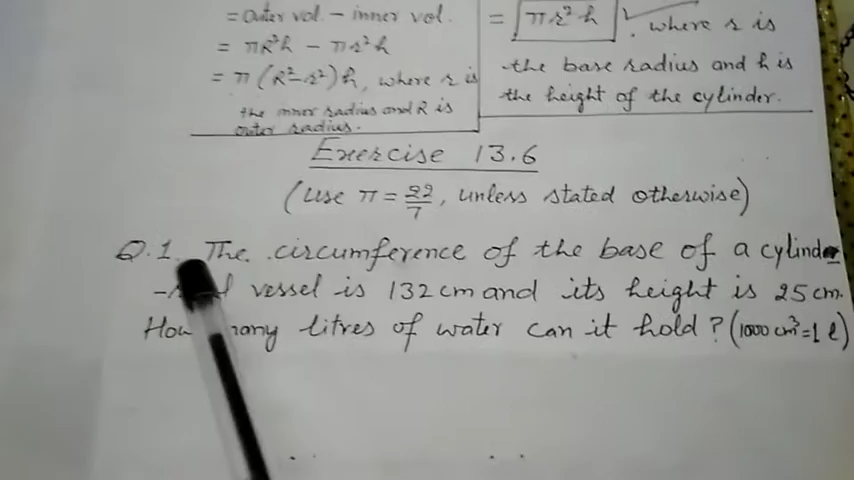 = Outer vol. - inner vol.
= πR²h - πr²h
= π(R²-r²)h, where r is
the inner radius and R is
outer radius.
= πr²h, where r is
the base radius and h is
the height of the cylinder.
Exercise 13.6
(Use π = 22/7, unless stated otherwise)
Q.1. The circumference of the base of a cylinder
vessel is 132 cm and its height is 25 cm.
How many litres of water can it hold? (1000 cm³ = 1 l)